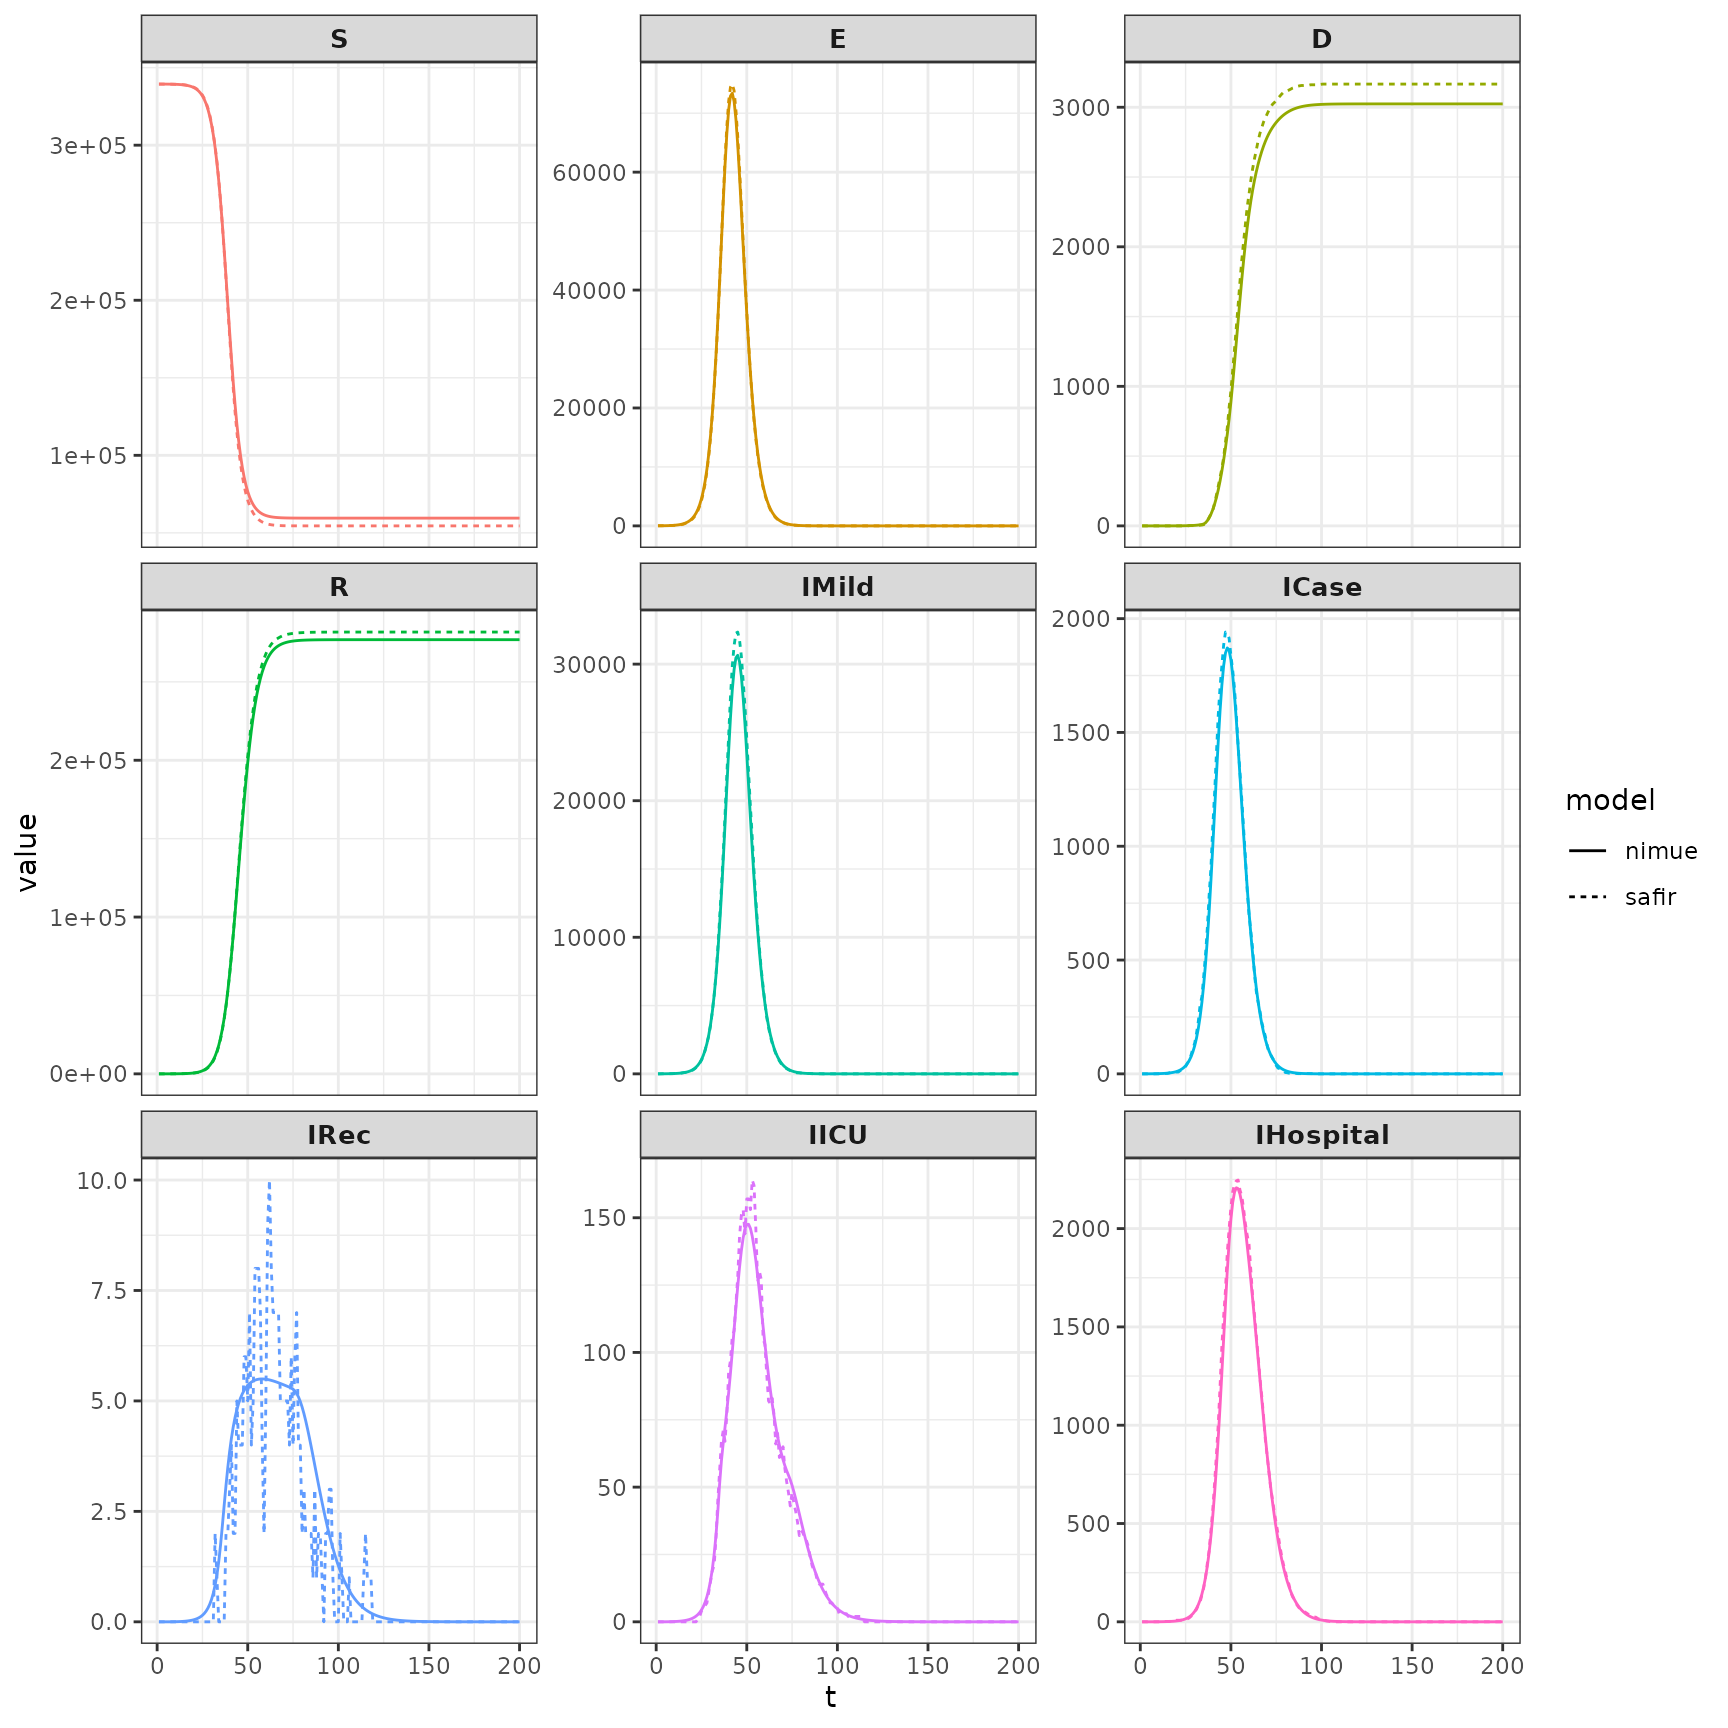 S
E
D
3e+05
2e+05
1e+05
60000
40000
20000
0
3000
2000
1000
0
R
IMild
ICase
2e+05
1e+05
0e+00
30000
20000
10000
0
2000
1500
1000
500
0
IRec
IICU
IHospital
10.0
7.5
5.0
2.5
0.0
150
100
50
0
2000
1500
1000
500
0
0 50 100 150 200
0 50 100 150 200
0 50 100 150 200
t
value
model
nimue
safir